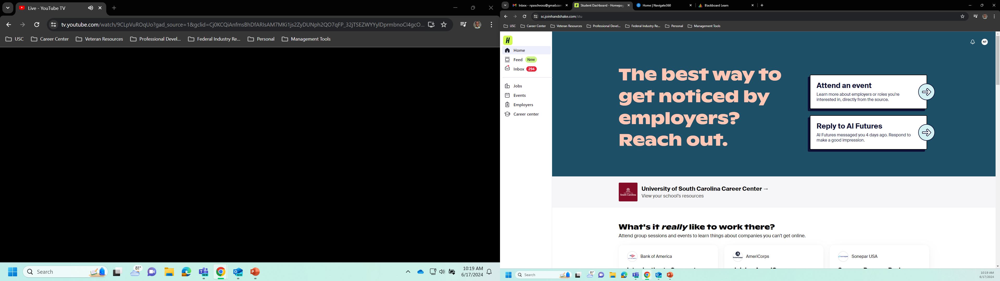 Live - YouTube TV
tv.youtube.com/watch/9CLpVuROqUo?gad_source=1&gclid=Cj0KCQiAnfmsBhDfARIsAM7MKi1js2ZyDUNph2QO7qFP_32jTSEZWYYylDprmbnoCl4gcO...
USC
Career Center
Veteran Resources
Professional Devel...
Federal Industry Re...
Personal
Management Tools
Search
81°
NEW
NEW
10:19 AM
6/17/2024
Inbox - npaschvoss@gmail.com
Student Dashboard - Homepag
Home | Navigate360
Blackboard Learn
sc.joinhandshake.com/stu
USC
Career Center
Veteran Resources
Professional Devel...
Federal Industry Re...
Personal
Management Tools
H
NT
Home
Feed New
Inbox 294
Jobs
Events
Employers
Career center
The best way to
get noticed by
employers?
Reach out.
Attend an event
Learn more about employers or roles you're
interested in, directly from the source.
Reply to AI Futures
AI Futures messaged you 4 days ago. Respond to
make a good impression.
South Carolina
University of South Carolina Career Center →
View your school's resources
What's it really like to work there?
Attend group sessions and events to learn things about companies you can't get online.
Bank of America
AmeriCorps
Sonepar USA
Search
81°
10:19 AM
6/17/2024